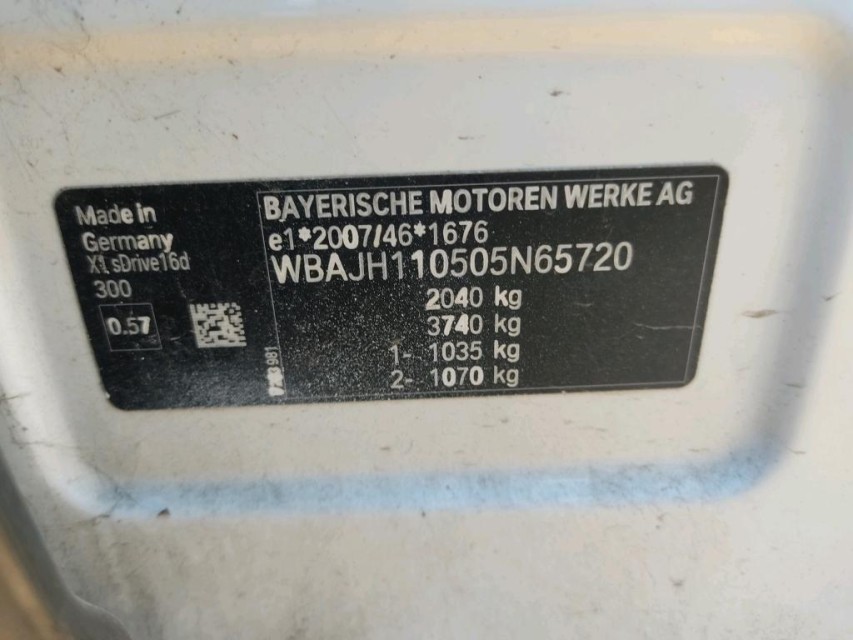 Made in
Germany
X1 sDrive16d
300
0.57
BAYERISCHE MOTOREN WERKE AG
e1*2007/46*1676
WBAJH110505N65720
2040 kg
3740 kg
1- 1035 kg
2- 1070 kg